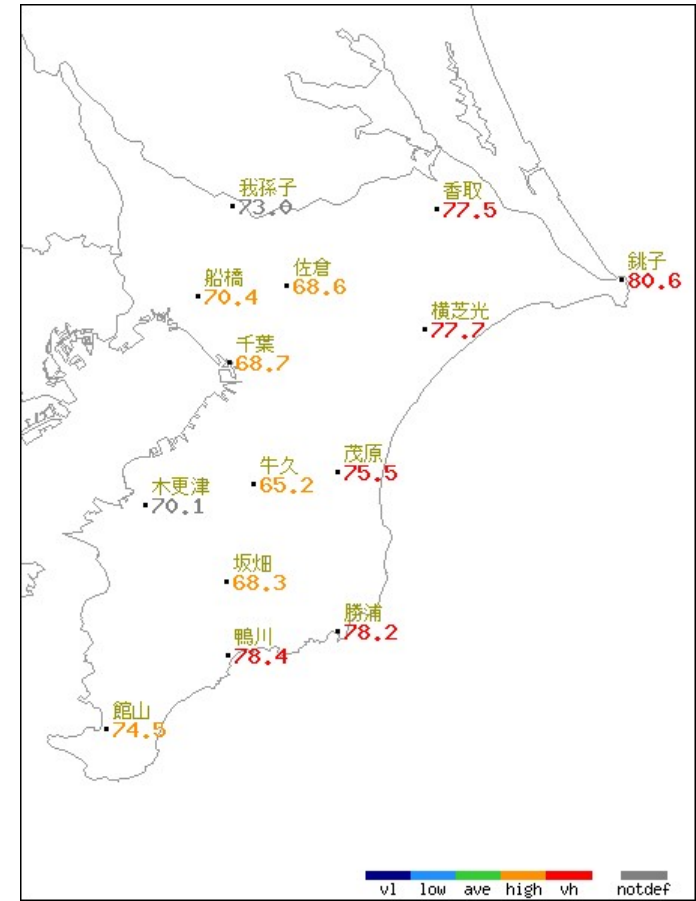 我孫子
73.0
香取
77.5
銚子
80.6
佐倉
68.6
船橋
70.4
横芝光
77.7
千葉
68.7
茂原
75.5
牛久
65.2
木更津
70.1
坂畑
68.3
勝浦
78.2
鴨川
78.4
館山
74.5
vl low ave high vh notdef